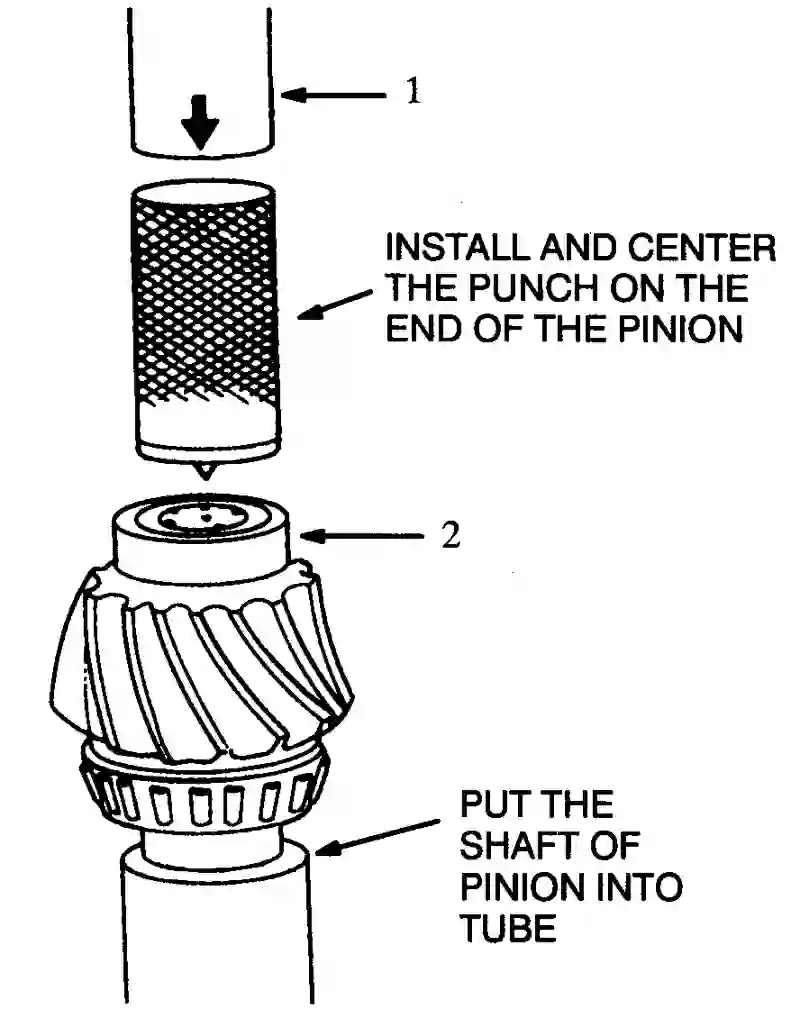 1
INSTALL AND CENTER
THE PUNCH ON THE
END OF THE PINION
2
PUT THE
SHAFT OF
PINION INTO
TUBE